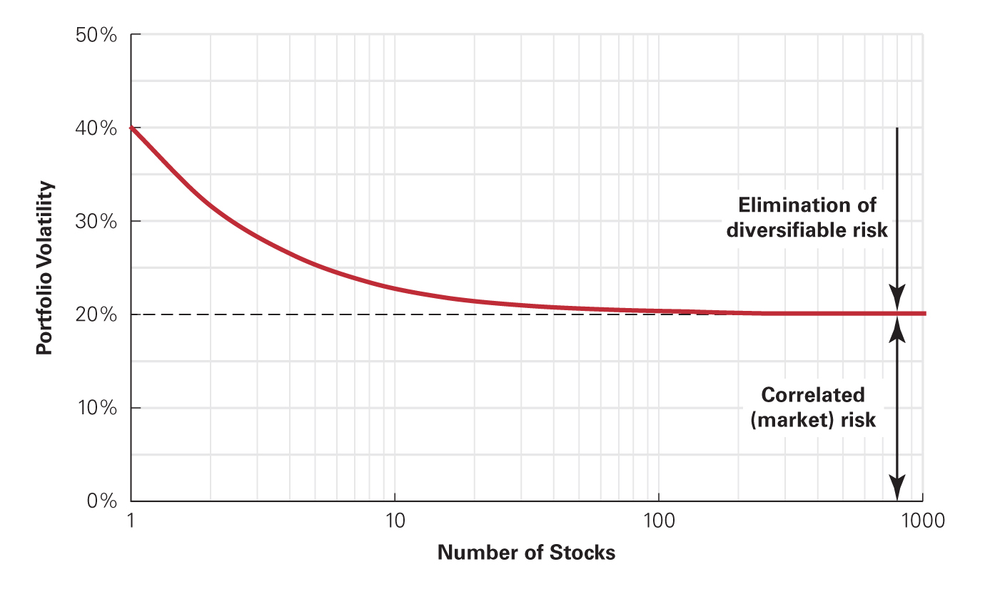 50%
40%
30%
20%
10%
0%
Portfolio Volatility
Elimination of
diversifiable risk
Correlated
(market) risk
1
10
100
1000
Number of Stocks